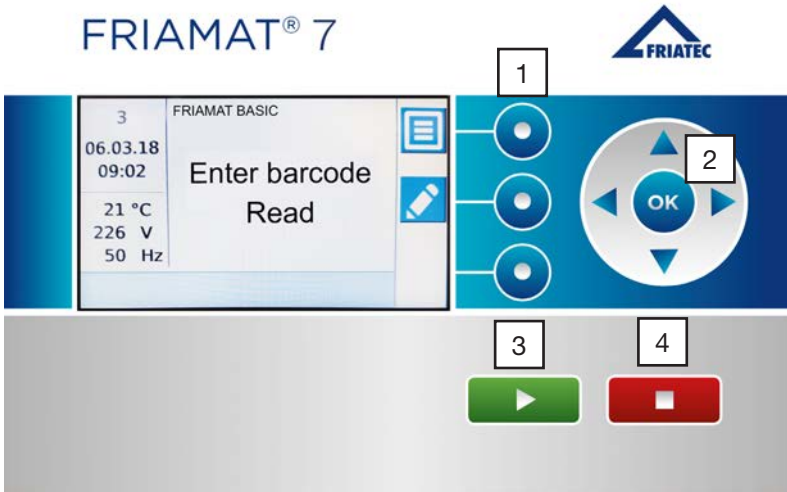 FRIAMAT® 7
FRIATEC
1
3
06.03.18
09:02
21 °C
226 V
50 Hz
FRIAMAT BASIC
Enter barcode
Read
2
OK
3
4